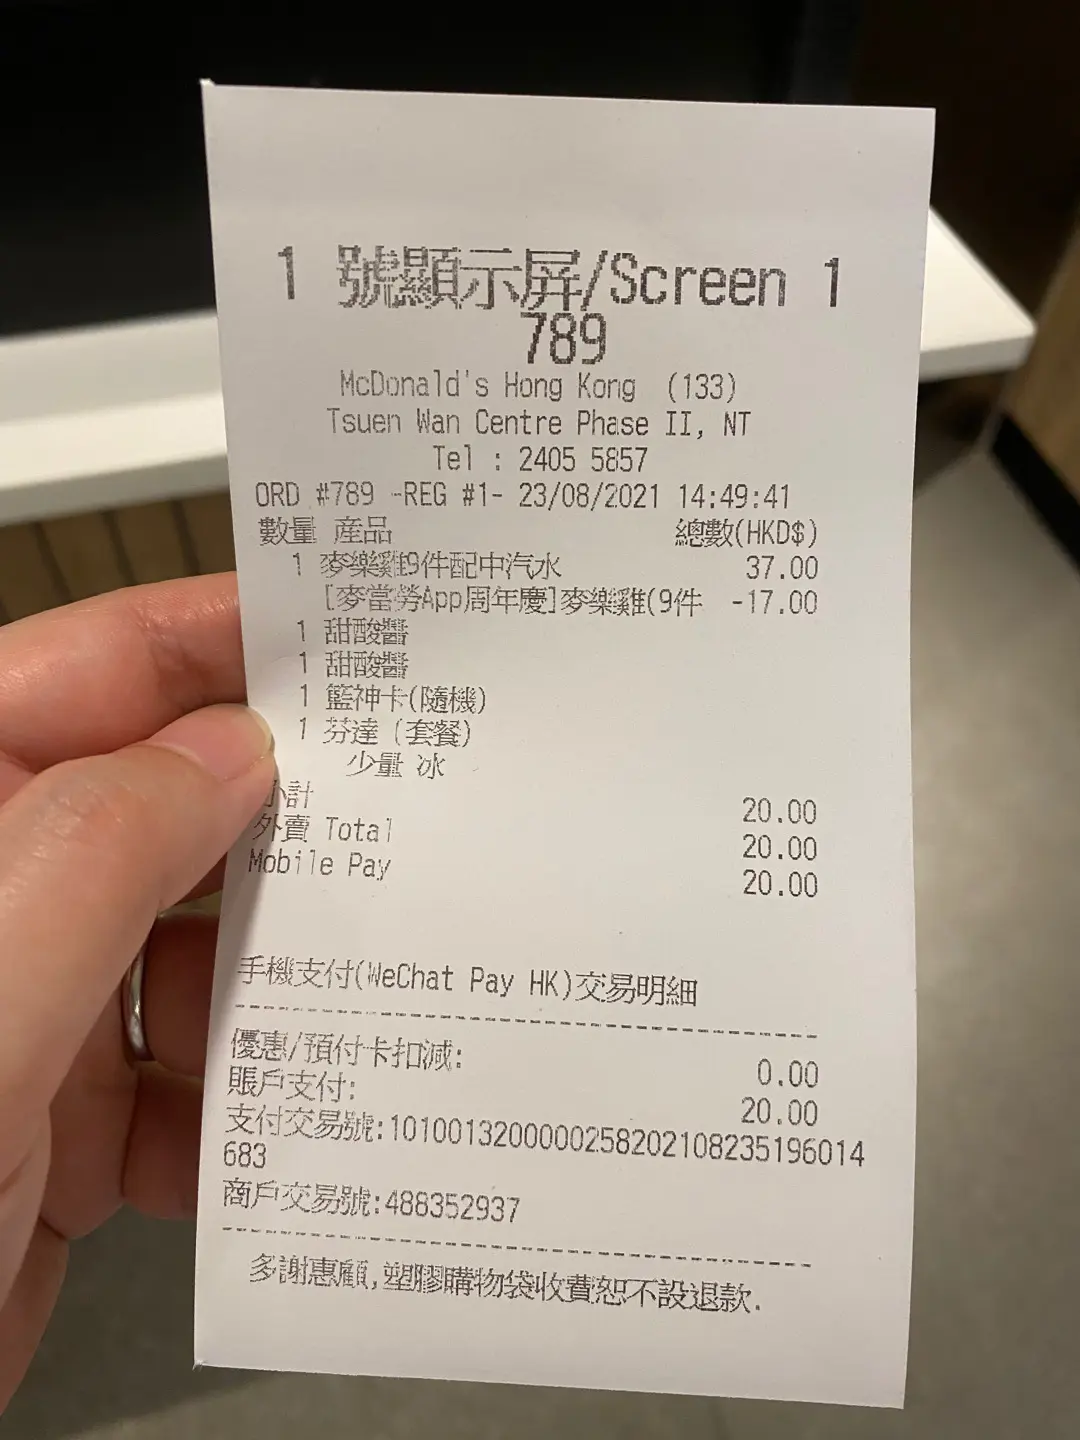 1 號顯示屏/Screen 1
789
McDonald's Hong Kong (133)
Tsuen Wan Centre Phase II, NT
Tel : 2405 5857
ORD #789 -REG #1- 23/08/2021 14:49:41
數量 產品 總數(HKD$)
1 麥樂雞9件配中汽水 37.00
[麥當勞App周年慶]麥樂雞(9件 -17.00
1 甜酸醬
1 甜酸醬
1 籃神卡(隨機)
1 芬達 (套餐)
少量 冰
小計 20.00
外賣 Total 20.00
Mobile Pay 20.00
手機支付(WeChat Pay HK)交易明細
優惠/預付卡扣減: 0.00
賬戶支付: 20.00
支付交易號:1010013200000258202108235196014
683
商戶交易號:488352937
多謝惠顧,塑膠購物袋收費恕不設退款.